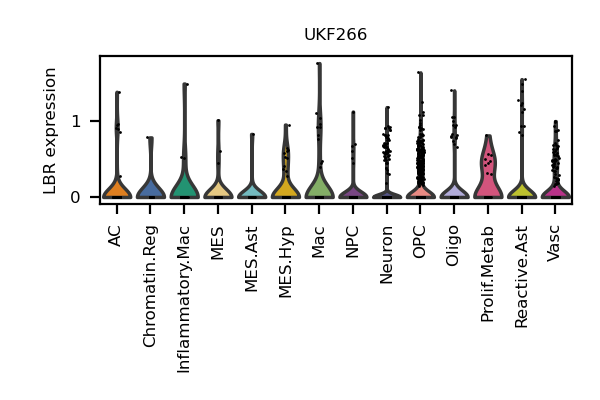 UKF266
LBR expression
1
0
AC
Chromatin.Reg
Inflammatory.Mac
MES
MES.Ast
MES.Hyp
Mac
NPC
Neuron
OPC
Oligo
Prolif.Metab
Reactive.Ast
Vasc